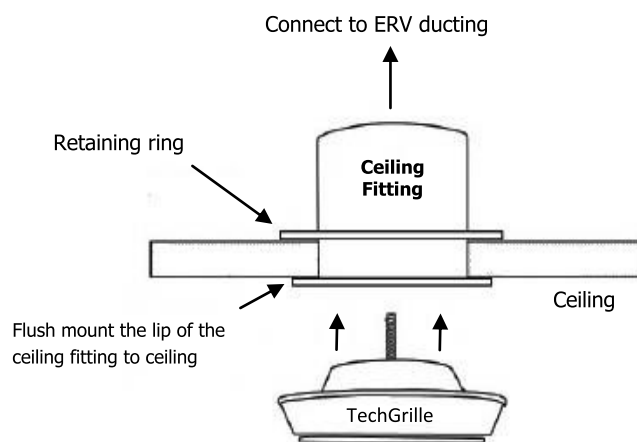 Connect to ERV ducting
Retaining ring
Ceiling
Fitting
Ceiling
Flush mount the lip of the
ceiling fitting to ceiling
TechGrille